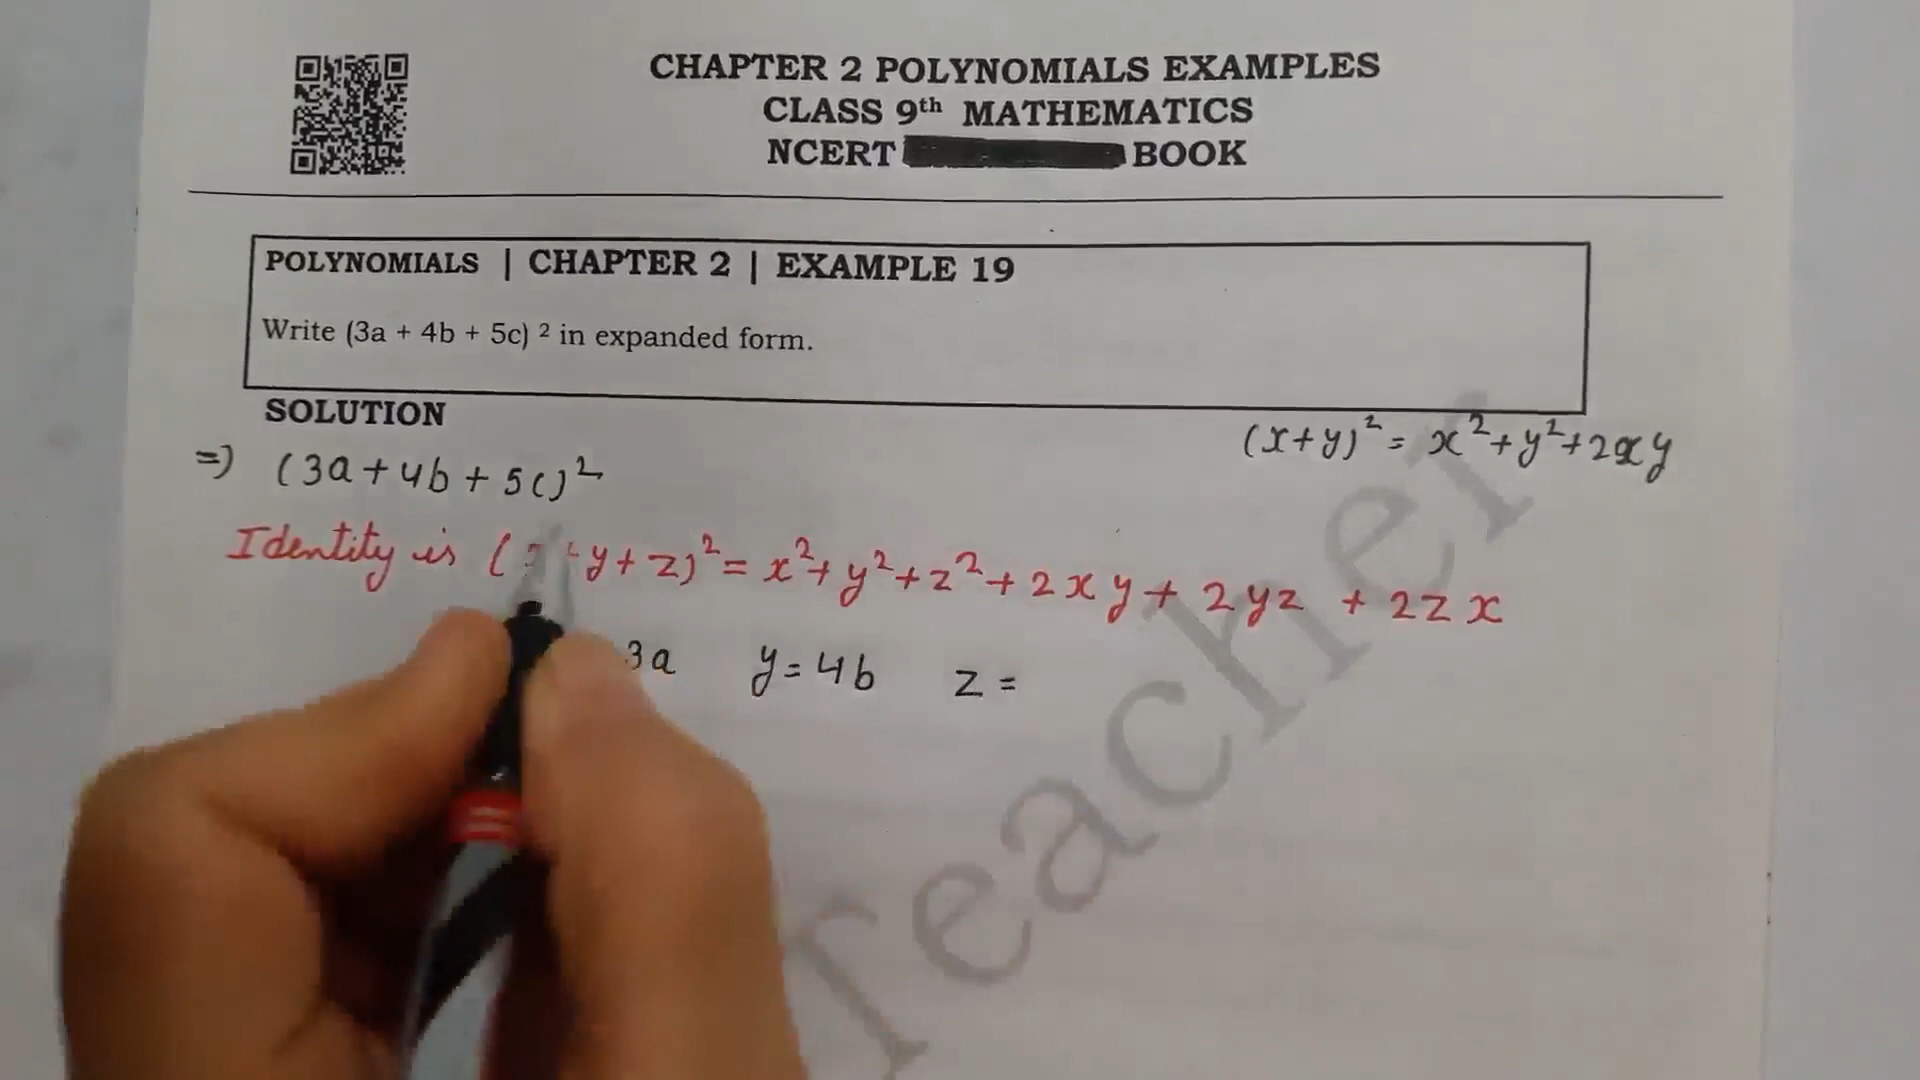 CHAPTER 2 POLYNOMIALS EXAMPLES
CLASS 9th MATHEMATICS
NCERT BOOK
POLYNOMIALS | CHAPTER 2 | EXAMPLE 19
Write (3a + 4b + 5c) ² in expanded form.
SOLUTION
(x+y)² = x²+y²+2xy
=> (3a+4b+5c)²
Identity is ( y+z)² = x²+y²+z²+2xy+2yz+2zx
3a y=4b z=
Teacher